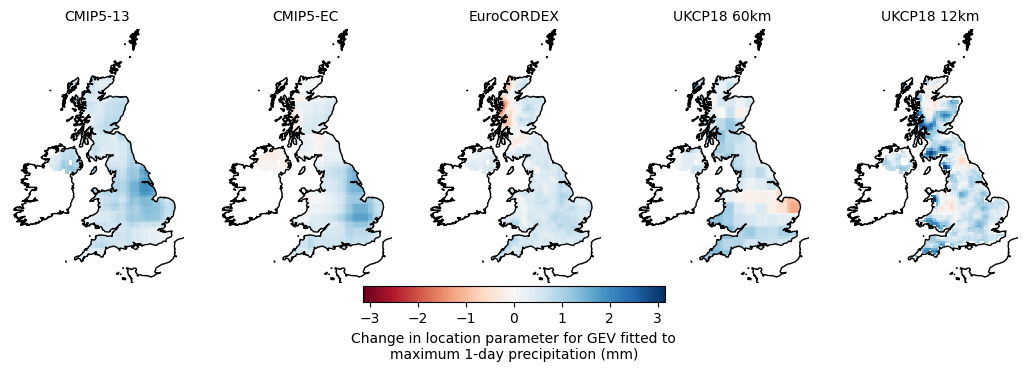 CMIP5-13
CMIP5-EC
EuroCORDEX
UKCP18 60km
UKCP18 12km
−3 −2 −1 0 1 2 3
Change in location parameter for GEV fitted to
maximum 1-day precipitation (mm)